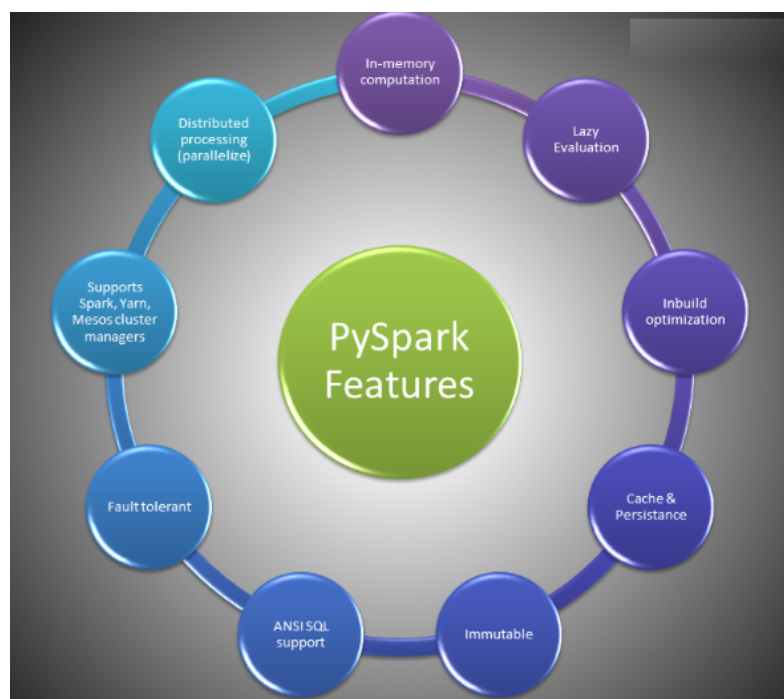 In-memory
computation
Lazy
Evaluation
Inbuild
optimization
Cache &
Persistance
Immutable
ANSI SQL
support
Fault tolerant
Supports
Spark, Yarn,
Mesos cluster
managers
Distributed
processing
(parallelize)
PySpark
Features